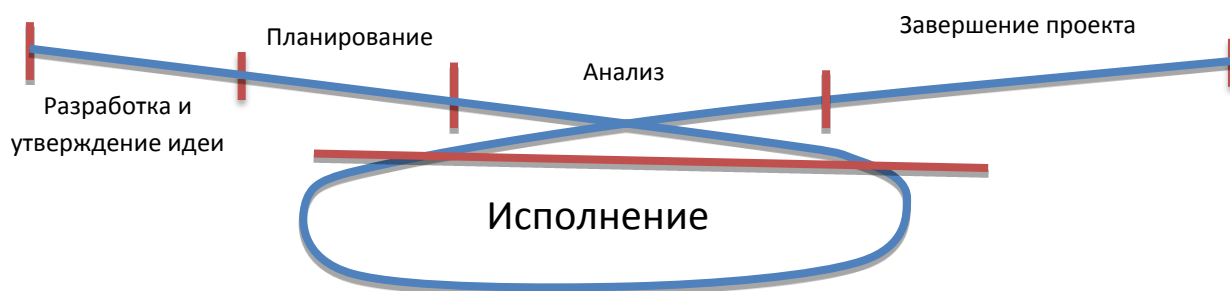 Планирование
Завершение проекта
Анализ
Разработка и
утверждение идеи
Исполнение